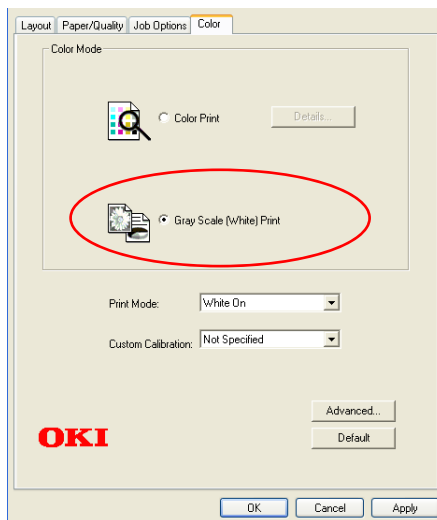 Layout Paper/Quality Job Options Color
Color Mode
Color Print Details...
Gray Scale (White) Print
Print Mode: White On
Custom Calibration: Not Specified
Advanced...
OKI Default
OK Cancel Apply